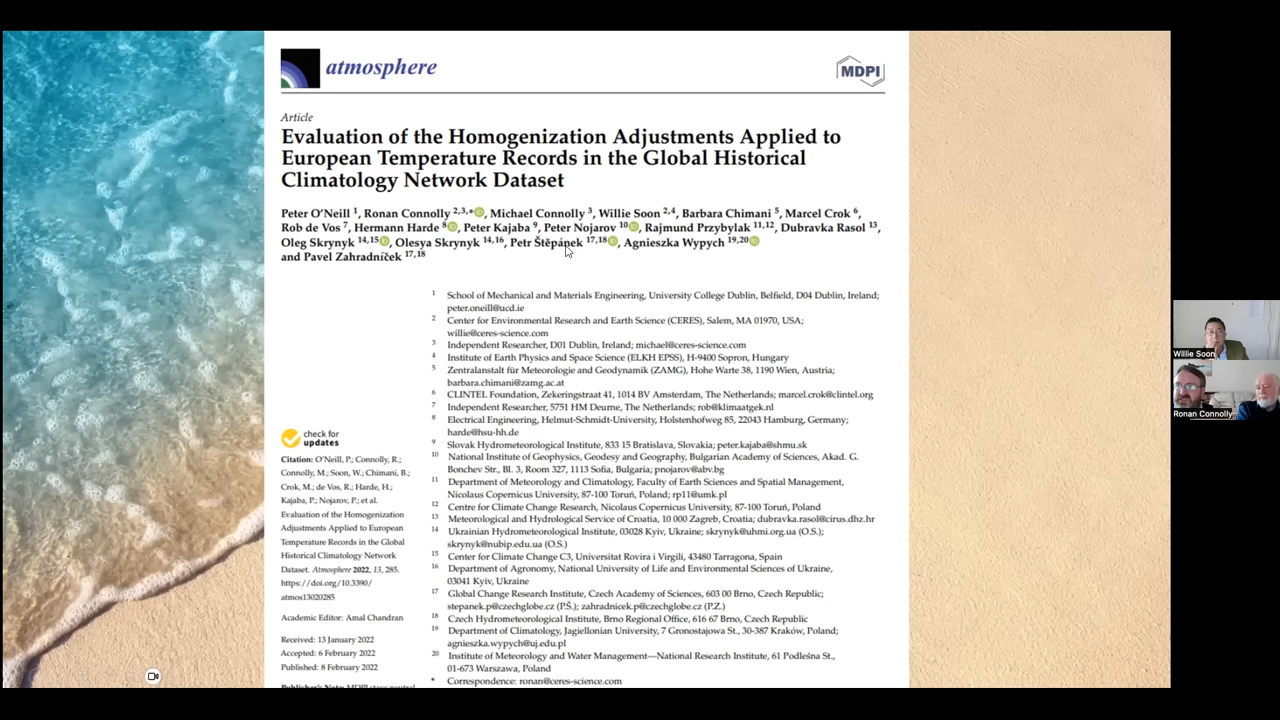 atmosphere
MDPI
Article
Evaluation of the Homogenization Adjustments Applied to
European Temperature Records in the Global Historical
Climatology Network Dataset
Peter O'Neill 1, Ronan Connolly 2,3,*, Michael Connolly 3, Willie Soon 2,4, Barbara Chimani 5, Marcel Crok 6,
Rob de Vos 7, Hermann Harde 8, Peter Kajaba 9, Peter Nojarov 10, Rajmund Przybylak 11,12, Dubravka Rasol 13,
Oleg Skrynyk 14,15, Olesya Skrynyk 14,16, Petr Štěpánek 17,18, Agnieszka Wypych 19,20
and Pavel Zahradníček 17,18
1 School of Mechanical and Materials Engineering, University College Dublin, Belfield, D04 Dublin, Ireland;
peter.oneill@ucd.ie
2 Center for Environmental Research and Earth Science (CERES), Salem, MA 01970, USA;
willie@ceres-science.com
3 Independent Researcher, D01 Dublin, Ireland; michael@ceres-science.com
4 Institute of Earth Physics and Space Science (ELKH EPSS), H-9400 Sopron, Hungary
5 Zentralanstalt für Meteorologie and Geodynamik (ZAMG), Hohe Warte 38, 1190 Wien, Austria;
barbara.chimani@zamg.ac.at
6 CLINTEL Foundation, Zekeringstraat 41, 1014 BV Amsterdam, The Netherlands; marcel.crok@clintel.org
7 Independent Researcher, 5751 HM Deurne, The Netherlands; rob@klimaatgek.nl
8 Electrical Engineering, Helmut-Schmidt-University, Holstenhofweg 85, 22043 Hamburg, Germany;
harde@hsu-hh.de
9 Slovak Hydrometeorological Institute, 833 15 Bratislava, Slovakia; peter.kajaba@shmu.sk
10 National Institute of Geophysics, Geodesy and Geography, Bulgarian Academy of Sciences, Akad. G.
Bonchev Str., Bl. 3, Room 327, 1113 Sofia, Bulgaria; pnojarov@abv.bg
11 Department of Meteorology and Climatology, Faculty of Earth Sciences and Spatial Management,
Nicolaus Copernicus University, 87-100 Toruń, Poland; rp11@umk.pl
12 Centre for Climate Change Research, Nicolaus Copernicus University, 87-100 Toruń, Poland
13 Meteorological and Hydrological Service of Croatia, 10 000 Zagreb, Croatia; dubravka.rasol@cirus.dhz.hr
14 Ukrainian Hydrometeorological Institute, 03028 Kyiv, Ukraine; skrynyk@uhmi.org.ua (O.S.);
skrynyk@nubip.edu.ua (O.S.)
15 Center for Climate Change C3, Universitat Rovira i Virgili, 43480 Tarragona, Spain
16 Department of Agronomy, National University of Life and Environmental Sciences of Ukraine,
03041 Kyiv, Ukraine
17 Global Change Research Institute, Czech Academy of Sciences, 603 00 Brno, Czech Republic;
stepanek.p@czechglobe.cz (P.Š.); zahradnicek.p@czechglobe.cz (P.Z.)
18 Czech Hydrometeorological Institute, Brno Regional Office, 616 67 Brno, Czech Republic
19 Department of Climatology, Jagiellonian University, 7 Gronostajowa St., 30-387 Kraków, Poland;
agnieszka.wypych@uj.edu.pl
20 Institute of Meteorology and Water Management—National Research Institute, 61 Podleśna St.,
01-673 Warszawa, Poland
* Correspondence: ronan@ceres-science.com
check for
updates
Citation: O'Neill, P.; Connolly, R.;
Connolly, M.; Soon, W.; Chimani, B.;
Crok, M.; de Vos, R.; Harde, H.;
Kajaba, P.; Nojarov, P.; et al.
Evaluation of the Homogenization
Adjustments Applied to European
Temperature Records in the Global
Historical Climatology Network
Dataset. Atmosphere 2022, 13, 285.
https://doi.org/10.3390/
atmos13020285
Academic Editor: Amal Chandran
Received: 13 January 2022
Accepted: 6 February 2022
Published: 8 February 2022
Willie Soon
Ronan Connolly